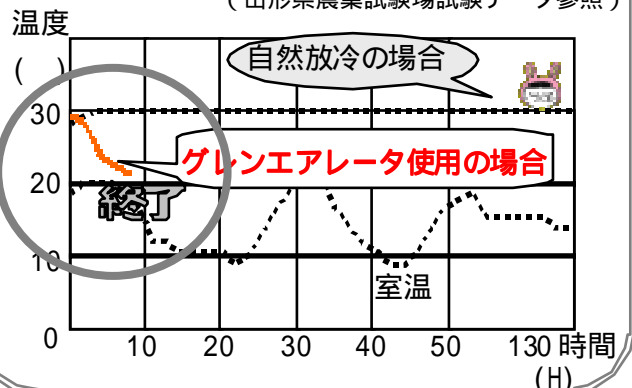 (山形県農業試験場試験データ参照)
温度
( )
自然放冷の場合
30
グレンエアレータ使用の場合
20
終了
10
室温
0
10 20 30 40 50 130 時間
(H)